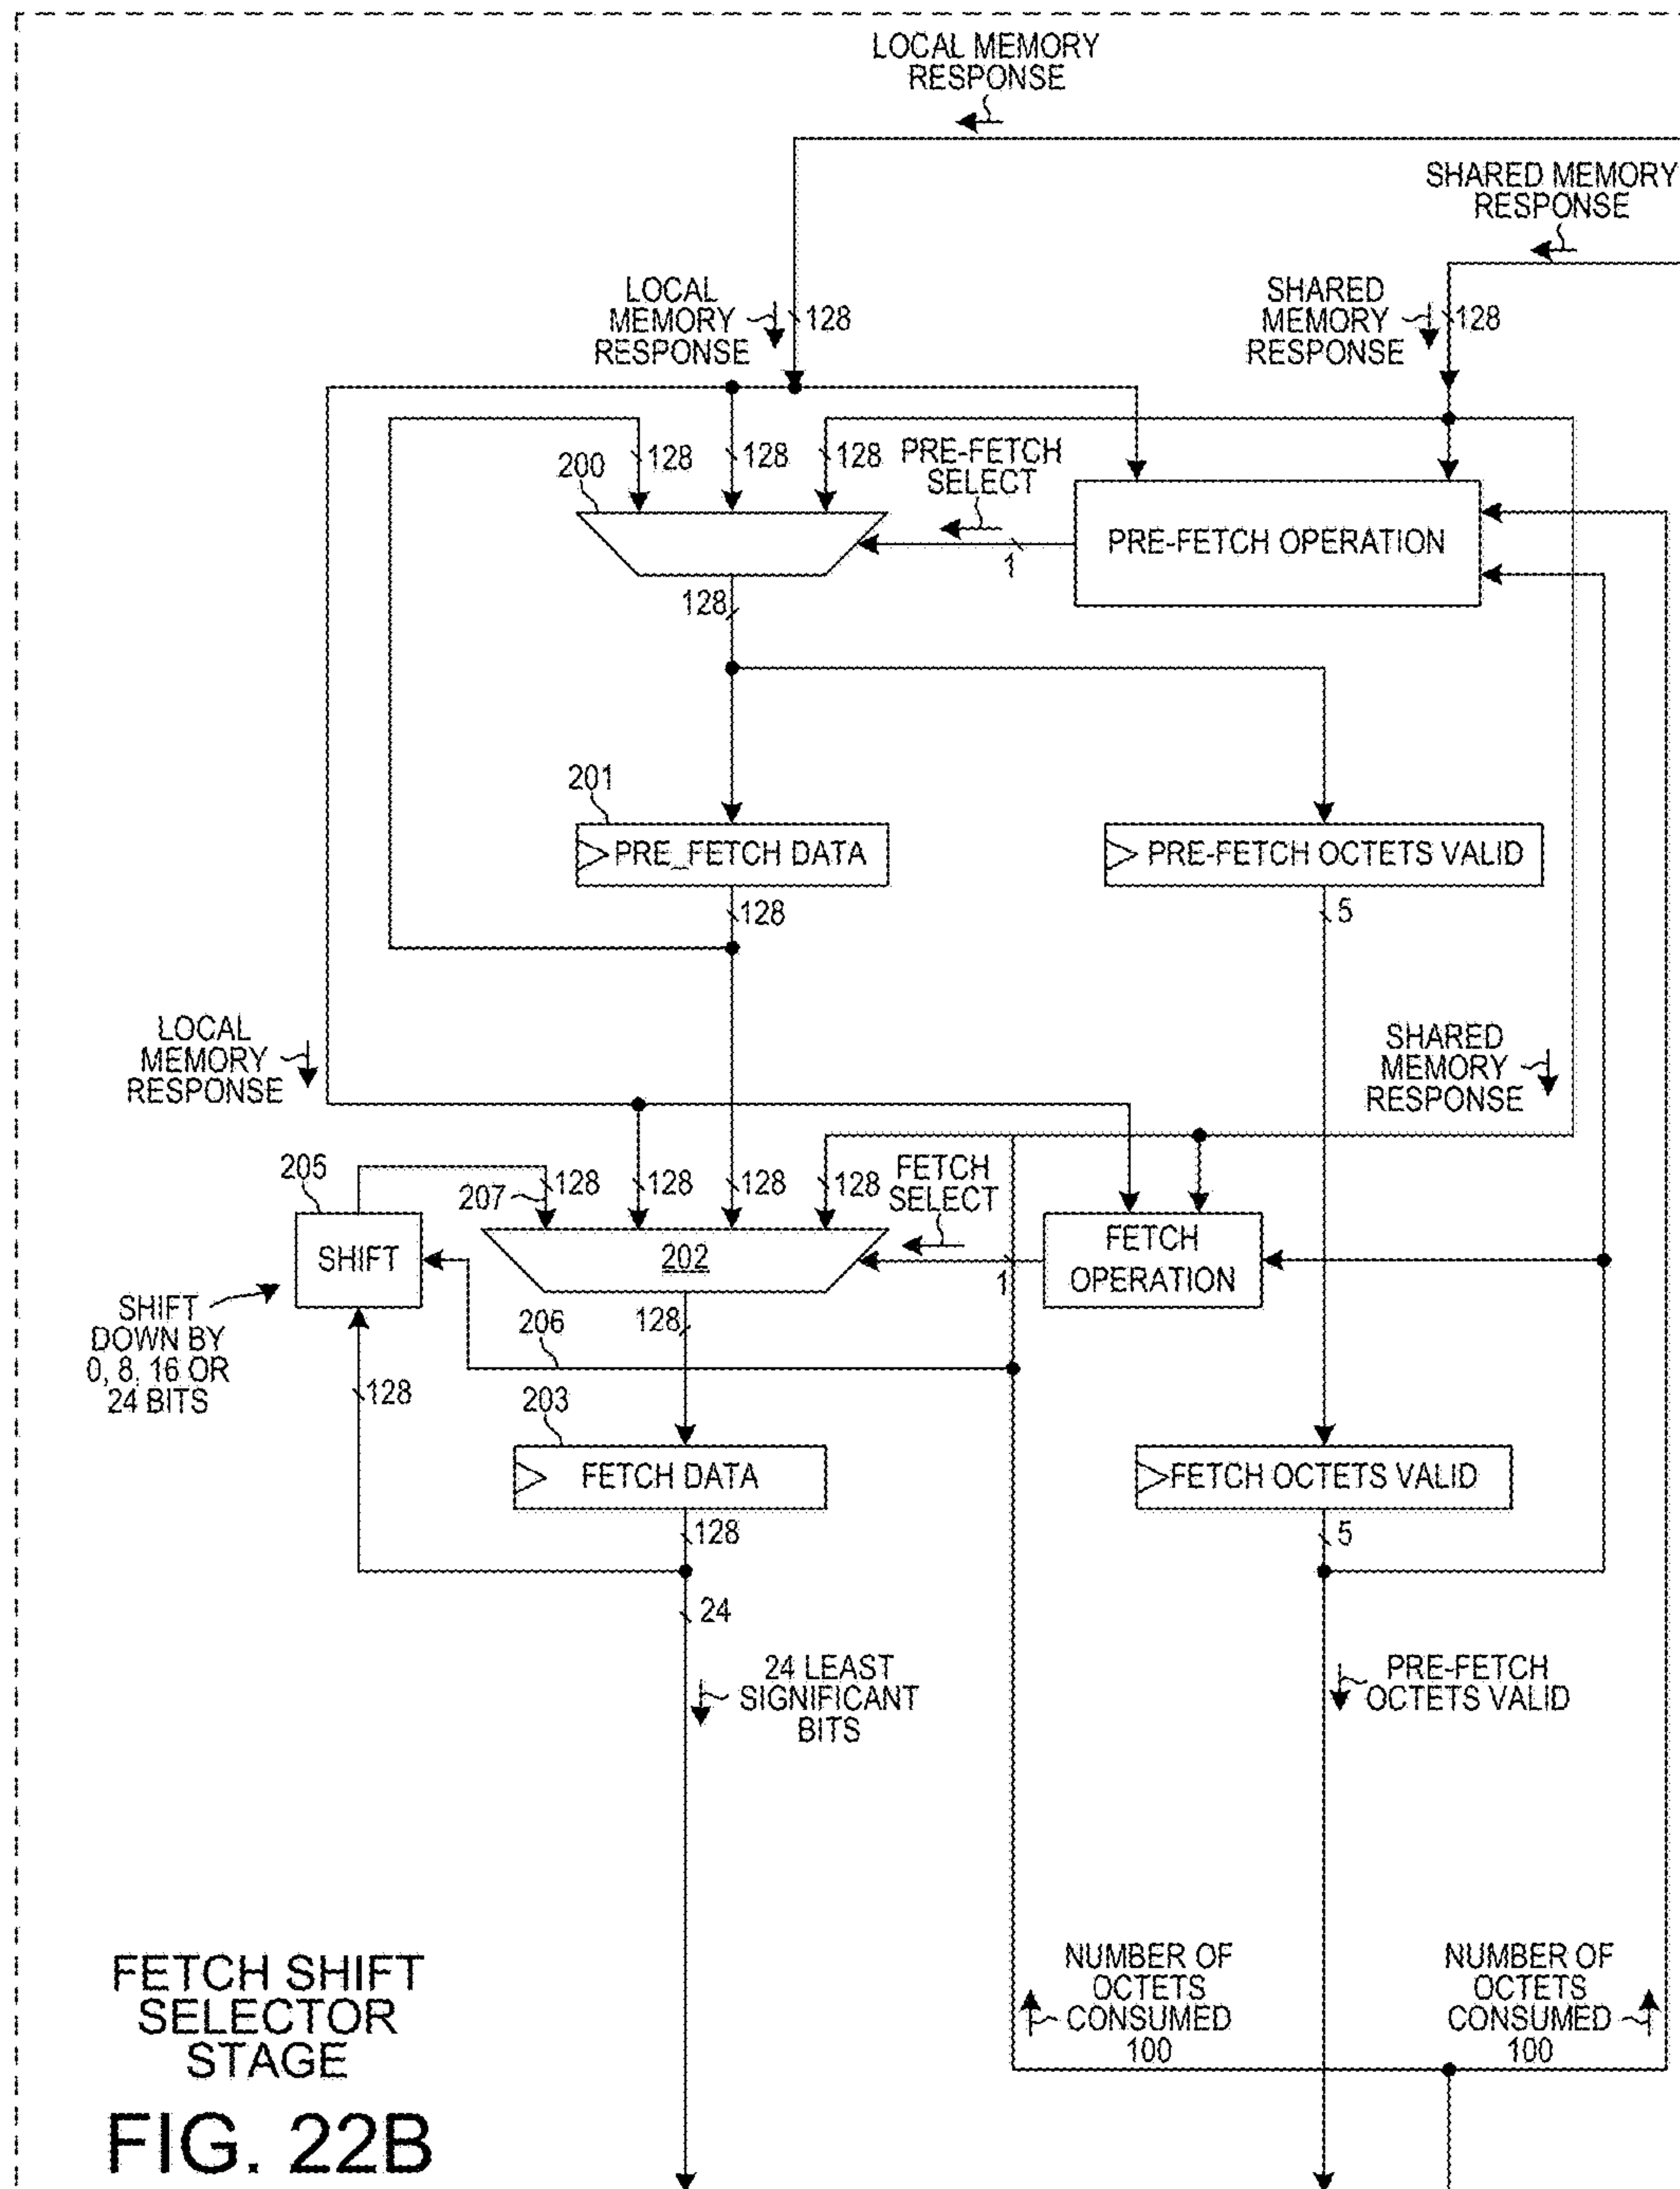 LOCAL MEMORY
RESPONSE
SHARED MEMORY
RESPONSE
LOCAL
MEMORY
RESPONSE
128
SHARED
MEMORY
RESPONSE
128
200
128
128
128
PRE-FETCH
SELECT
1
PRE-FETCH OPERATION
128
201
PRE_FETCH DATA
PRE-FETCH OCTETS VALID
128
5
LOCAL
MEMORY
RESPONSE
SHARED
MEMORY
RESPONSE
205
207
128
128
128
128
FETCH
SELECT
SHIFT
202
1
FETCH
OPERATION
SHIFT
DOWN BY
0, 8, 16 OR
24 BITS
128
206
128
203
FETCH DATA
FETCH OCTETS VALID
128
5
24
24 LEAST
SIGNIFICANT
BITS
PRE-FETCH
OCTETS VALID
NUMBER OF
OCTETS
CONSUMED
100
NUMBER OF
OCTETS
CONSUMED
100
FETCH SHIFT
SELECTOR
STAGE
FIG. 22B